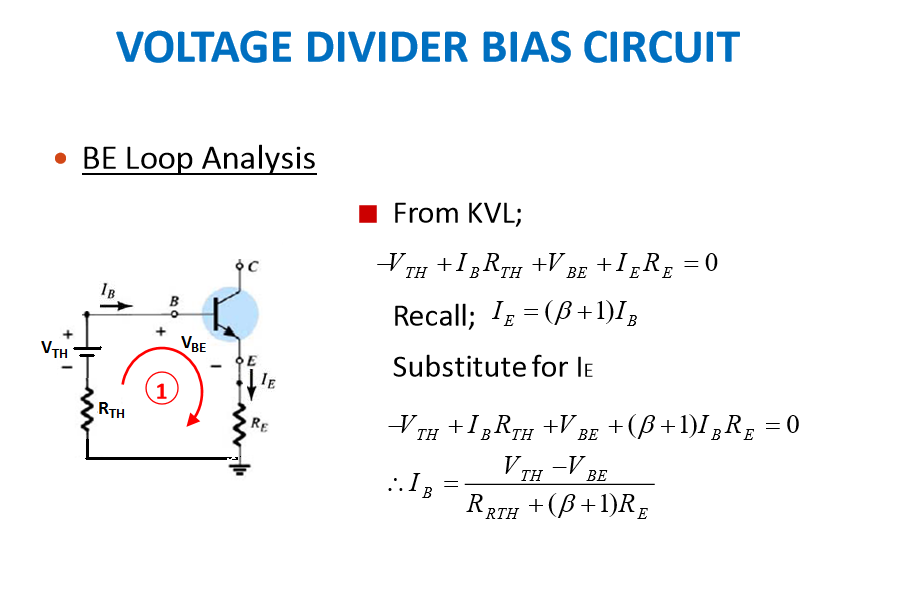 VOLTAGE DIVIDER BIAS CIRCUIT
• BE Loop Analysis
■ From KVL;
–V_TH + I_B R_TH + V_BE + I_E R_E = 0
Recall; I_E = (β + 1)I_B
Substitute for IE
–V_TH + I_B R_TH + V_BE + (β + 1)I_B R_E = 0
∴ I_B = (V_TH – V_BE) / (R_RTH + (β + 1)R_E)
C
I_B
B
+
+
V_TH
V_BE
–
–
E
1
I_E
R_TH
R_E